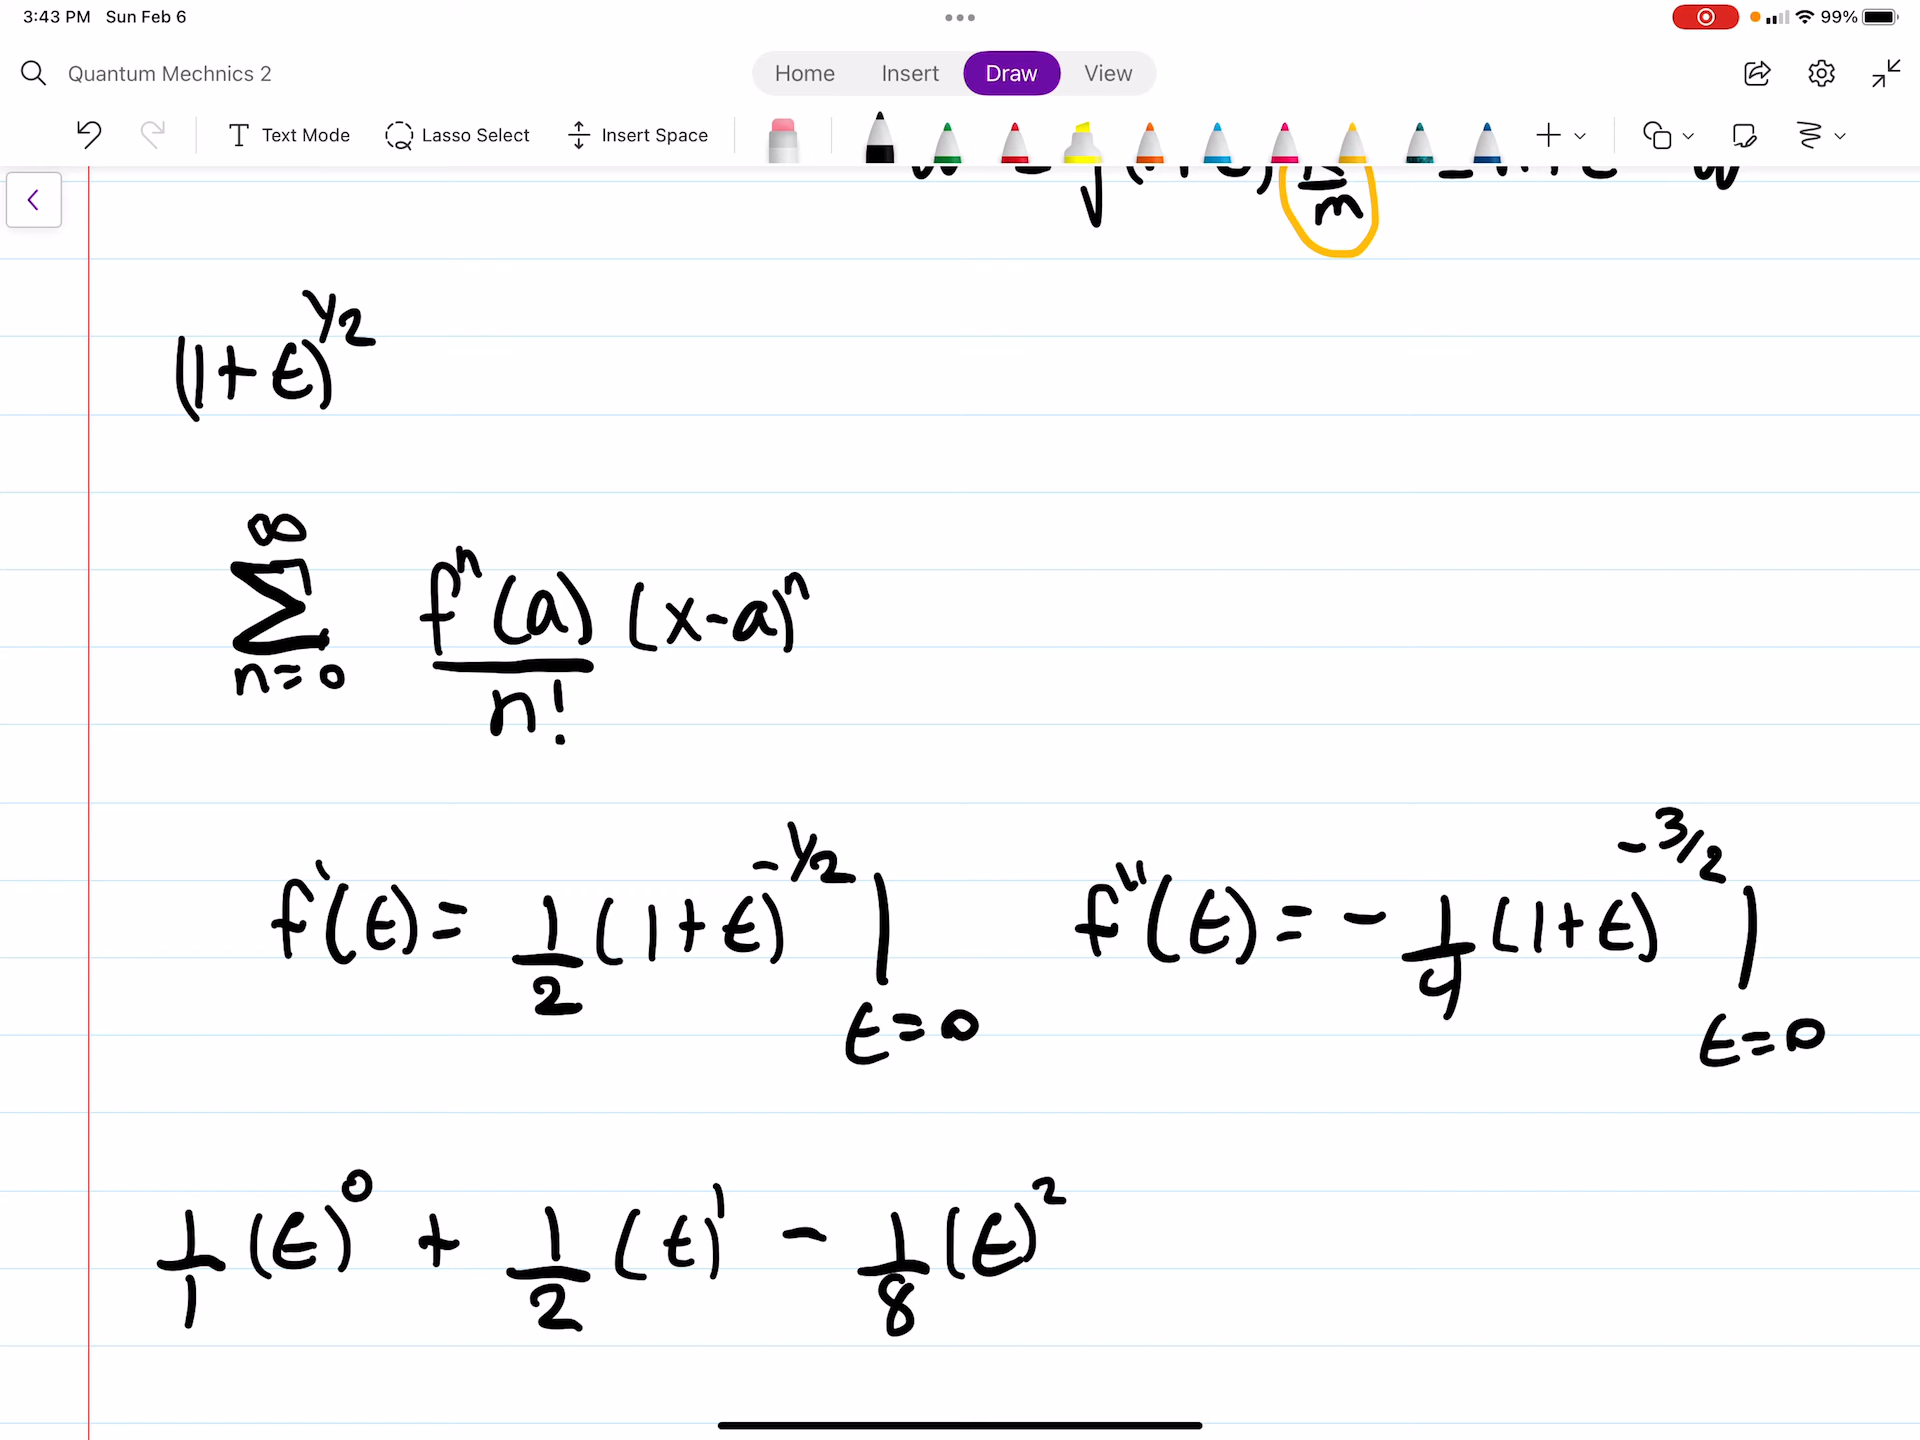 3:43 PM Sun Feb 6
99%
Quantum Mechnics 2
Home Insert Draw View
Text Mode Lasso Select Insert Space
m
(1+ε)^1/2
∞
∑ f^n(a) (x-a)^n
n=0 n!
f'(ε) = 1/2 (1+ε)^-1/2 | ε=0 f''(ε) = - 1/4 (1+ε)^-3/2 | ε=0
1/1 (ε)^0 + 1/2 (ε)^1 - 1/8 (ε)^2